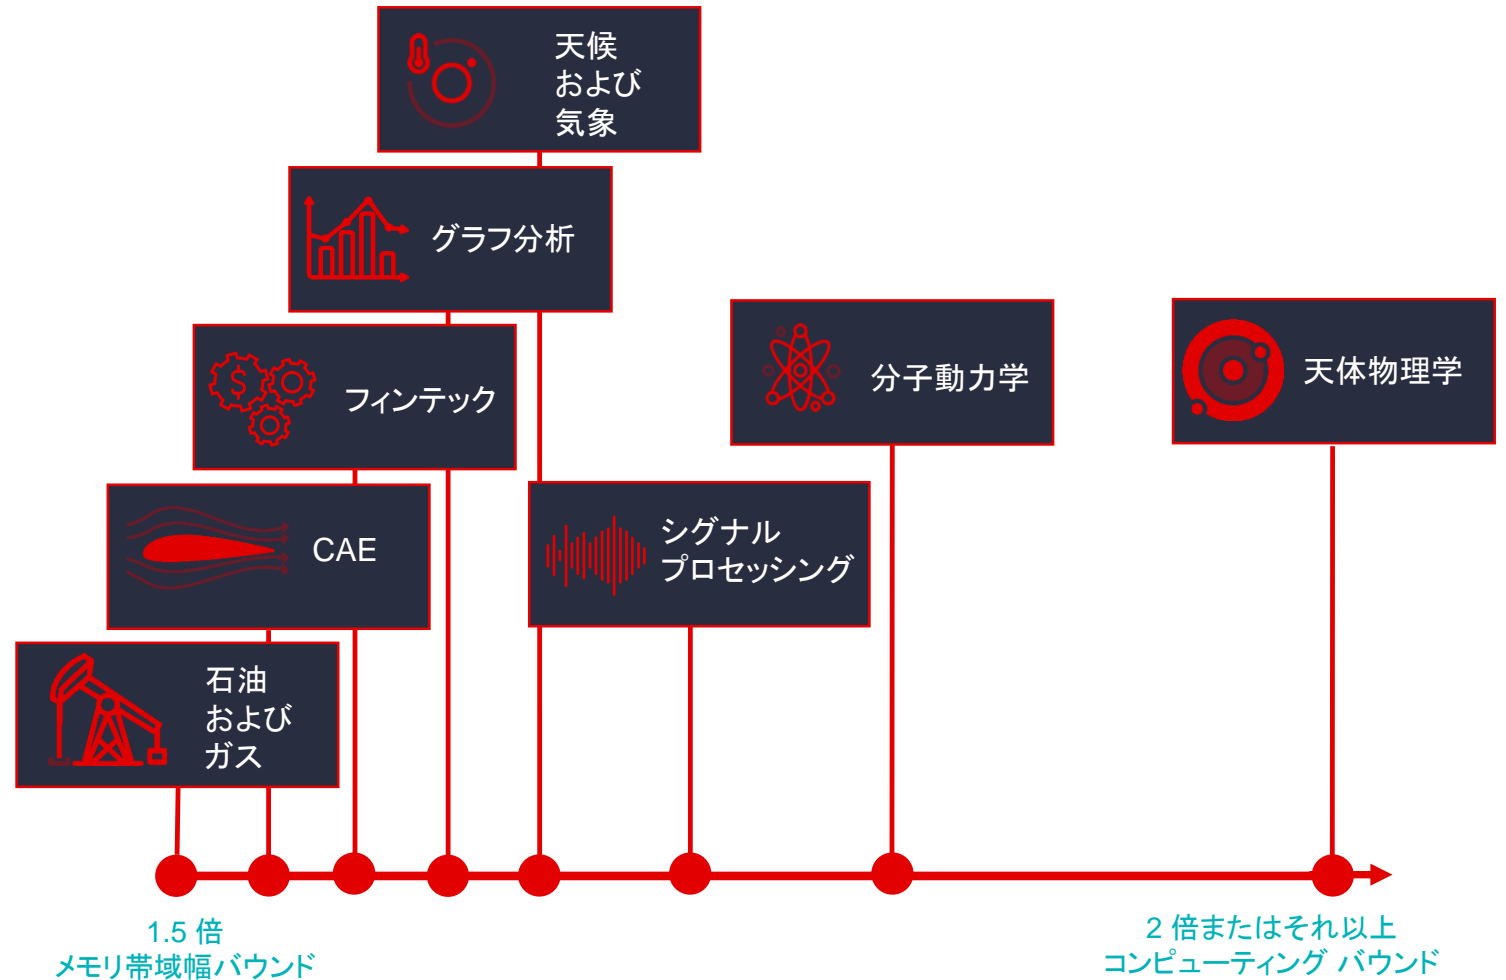 天候
および
気象
グラフ分析
フィンテック
分子動力学
天体物理学
CAE
シグナル
プロセッシング
石油
および
ガス
1.5 倍
メモリ帯域幅バウンド
2 倍またはそれ以上
コンピューティング バウンド